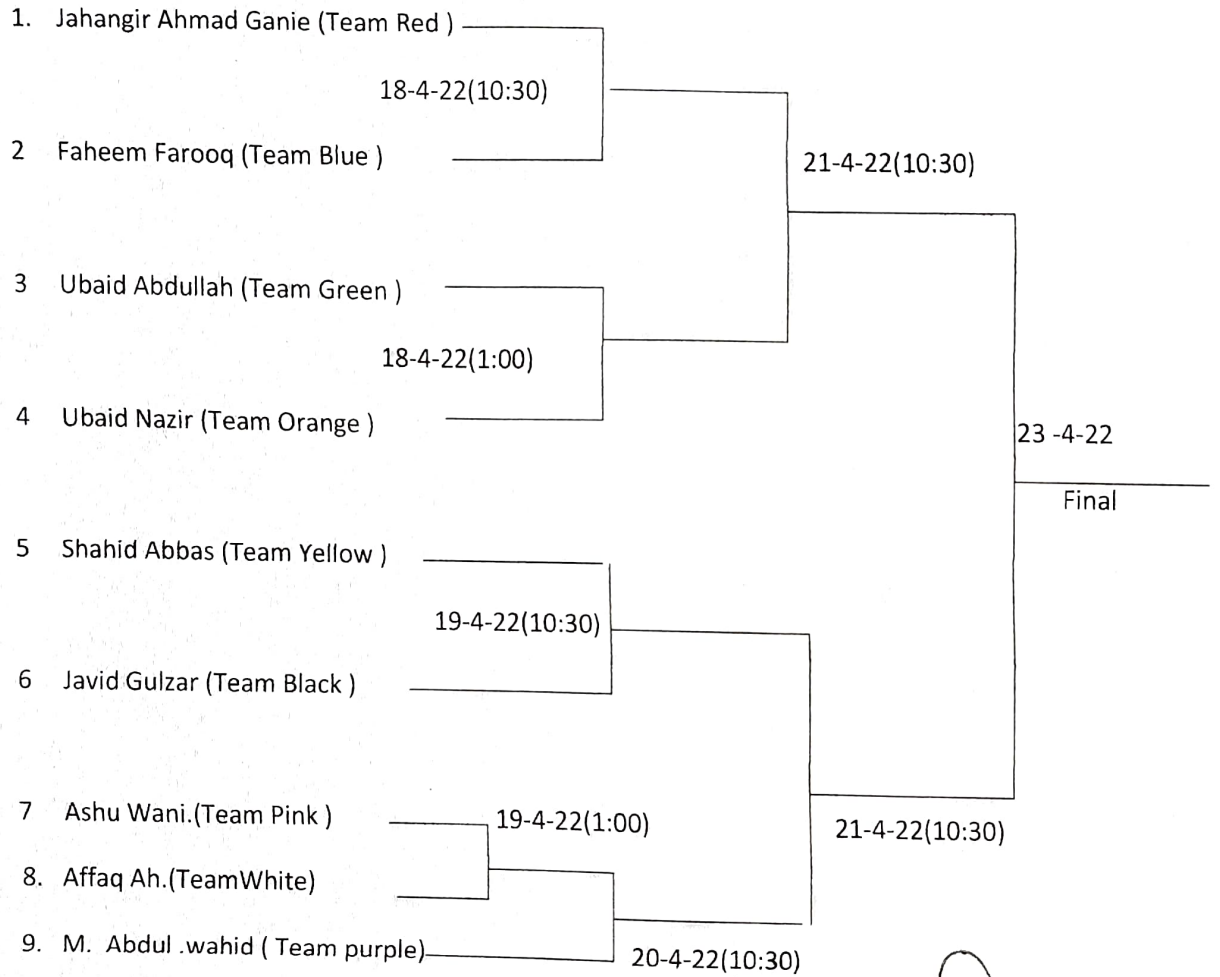 1. Jahangir Ahmad Ganie (Team Red )
18-4-22(10:30)
2 Faheem Farooq (Team Blue )
21-4-22(10:30)
3 Ubaid Abdullah (Team Green )
18-4-22(1:00)
4 Ubaid Nazir (Team Orange )
23 -4-22
Final
5 Shahid Abbas (Team Yellow )
19-4-22(10:30)
6 Javid Gulzar (Team Black )
7 Ashu Wani.(Team Pink )
19-4-22(1:00)
21-4-22(10:30)
8. Affaq Ah.(TeamWhite)
9. M. Abdul .wahid ( Team purple)
20-4-22(10:30)